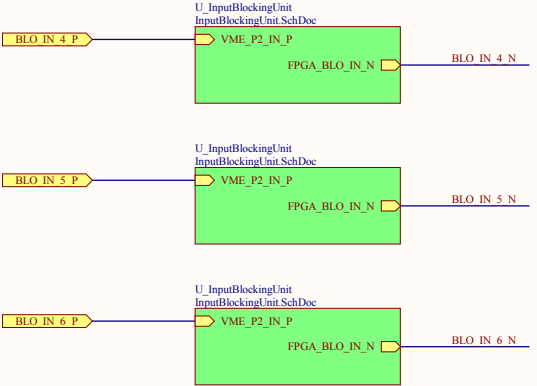 U_InputBlockingUnit
InputBlockingUnit.SchDoc
BLO_IN_4_P
VME_P2_IN_P
FPGA_BLO_IN_N
BLO_IN_4_N
U_InputBlockingUnit
InputBlockingUnit.SchDoc
BLO_IN_5_P
VME_P2_IN_P
FPGA_BLO_IN_N
BLO_IN_5_N
U_InputBlockingUnit
InputBlockingUnit.SchDoc
BLO_IN_6_P
VME_P2_IN_P
FPGA_BLO_IN_N
BLO_IN_6_N